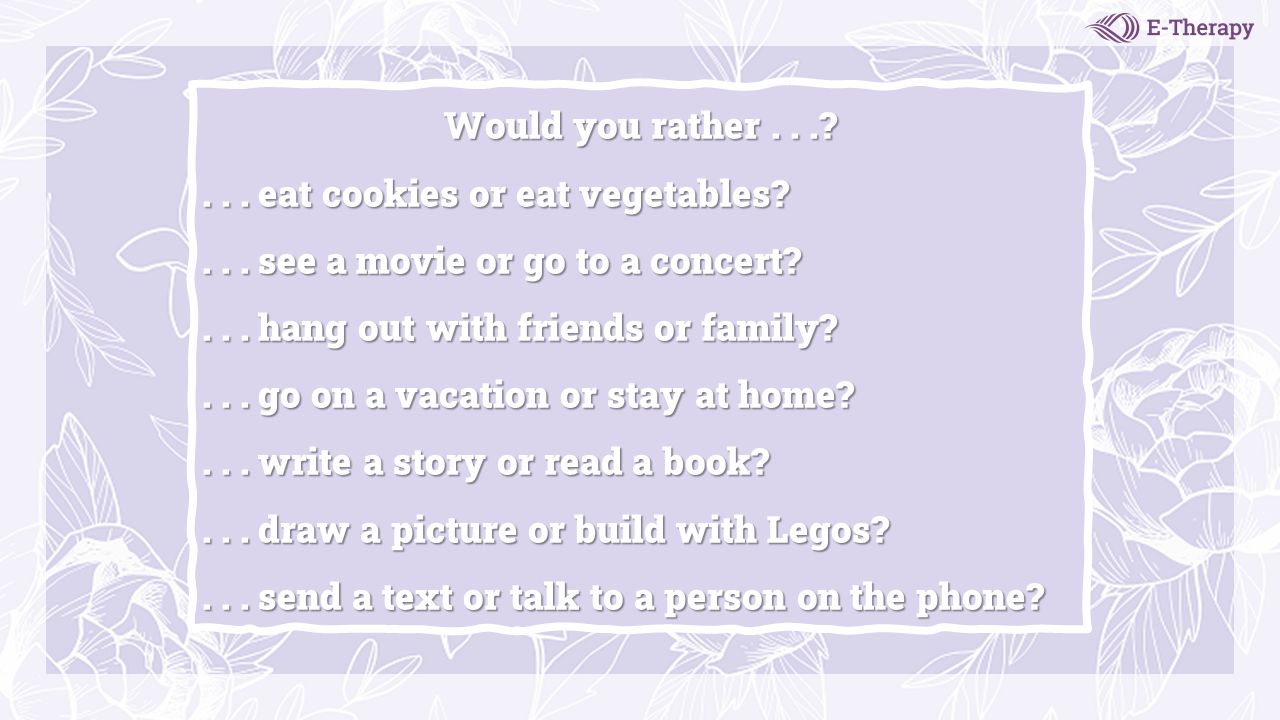 E-Therapy
Would you rather . . .?
. . . eat cookies or eat vegetables?
. . . see a movie or go to a concert?
. . . hang out with friends or family?
. . . go on a vacation or stay at home?
. . . write a story or read a book?
. . . draw a picture or build with Legos?
. . . send a text or talk to a person on the phone?